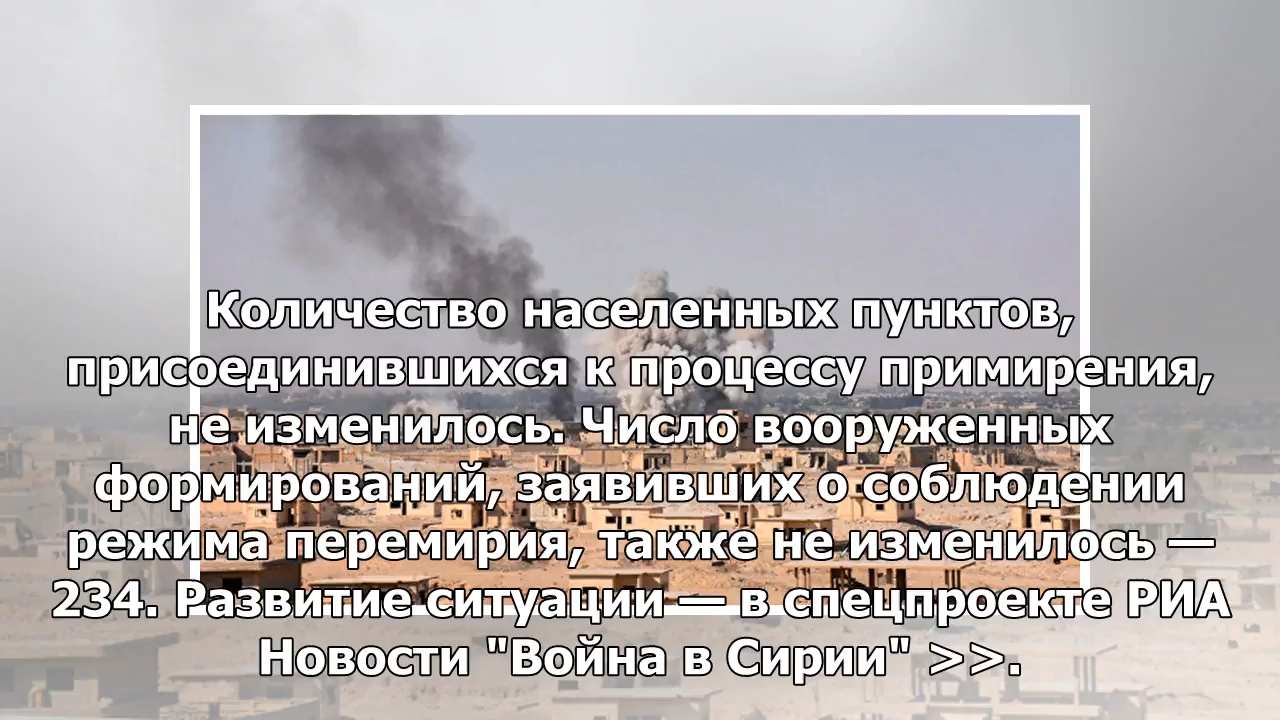 Количество населенных пунктов,
присоединившихся к процессу примирения,
не изменилось. Число вооруженных
формирований, заявивших о соблюдении
режима перемирия, также не изменилось —
234. Развитие ситуации — в спецпроекте РИА
Новости "Война в Сирии" >>.